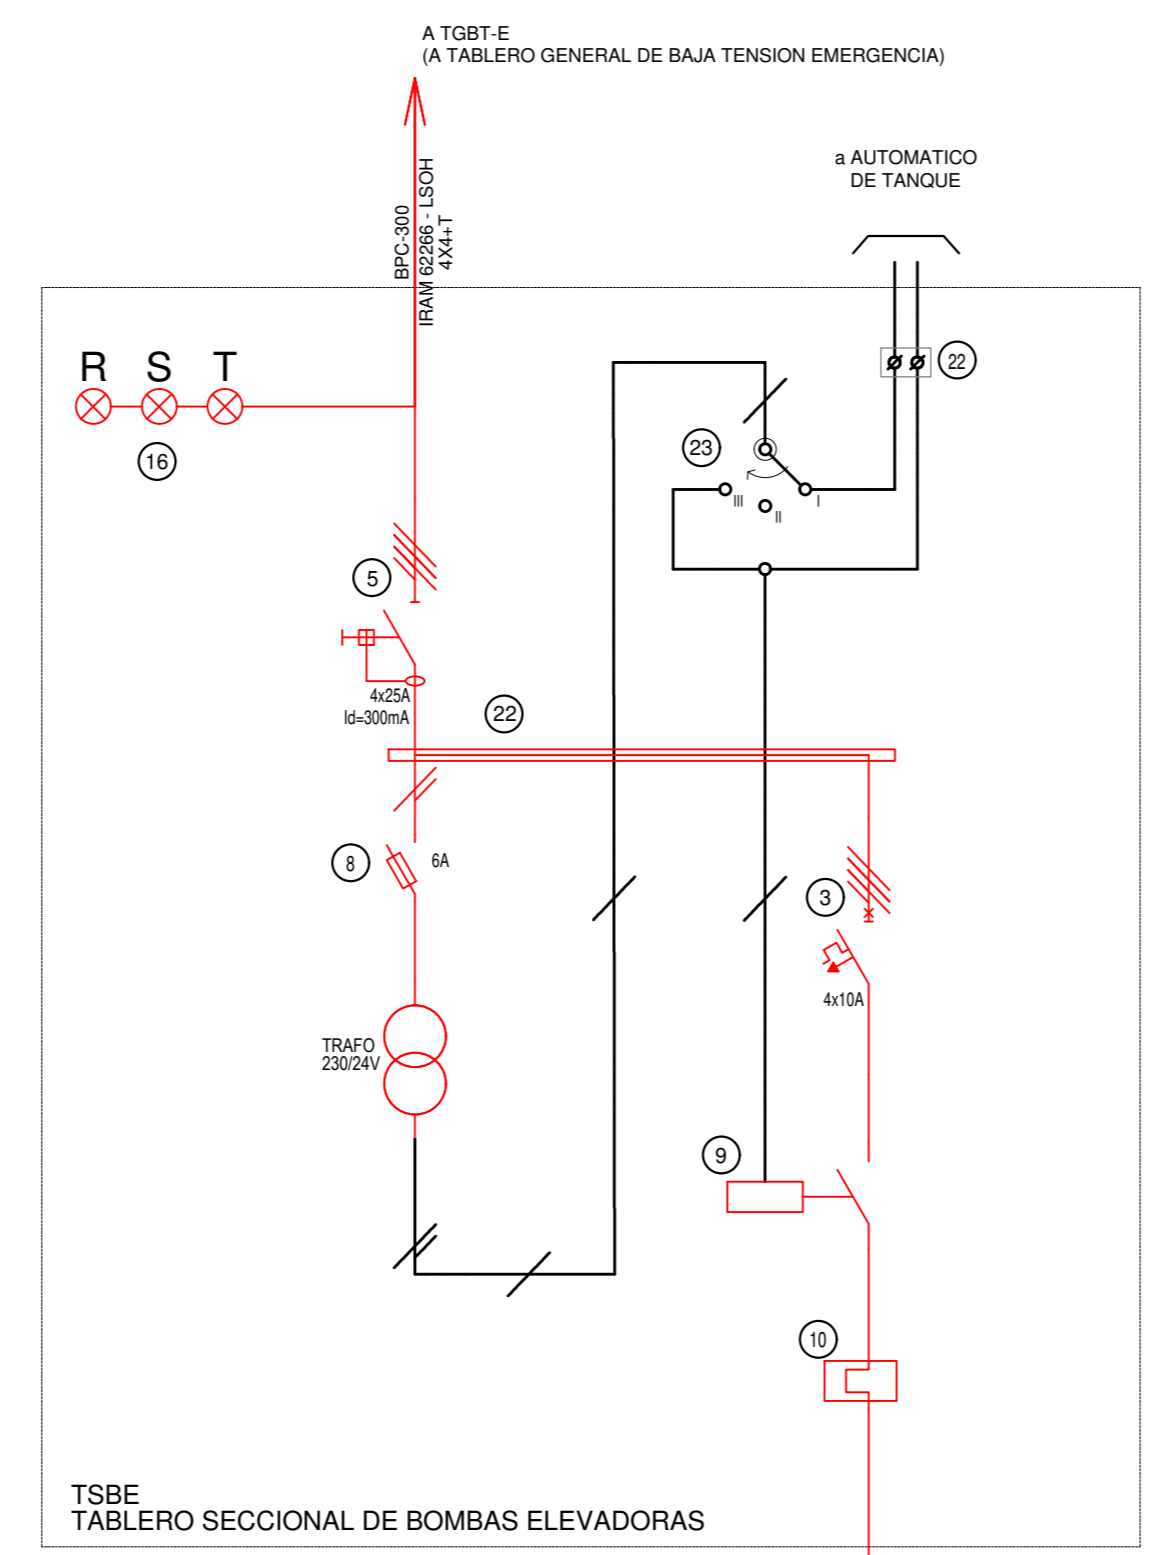 A TGBT-E
(A TABLERO GENERAL DE BAJA TENSION EMERGENCIA)
a AUTOMATICO
DE TANQUE
BPC-300
IRAM 62266 - LSOH
4X4+T
R S T
16
22
23
III
II
I
5
4x25A
Id=300mA
22
8
6A
3
4x10A
TRAFO
230/24V
9
10
TSBE
TABLERO SECCIONAL DE BOMBAS ELEVADORAS